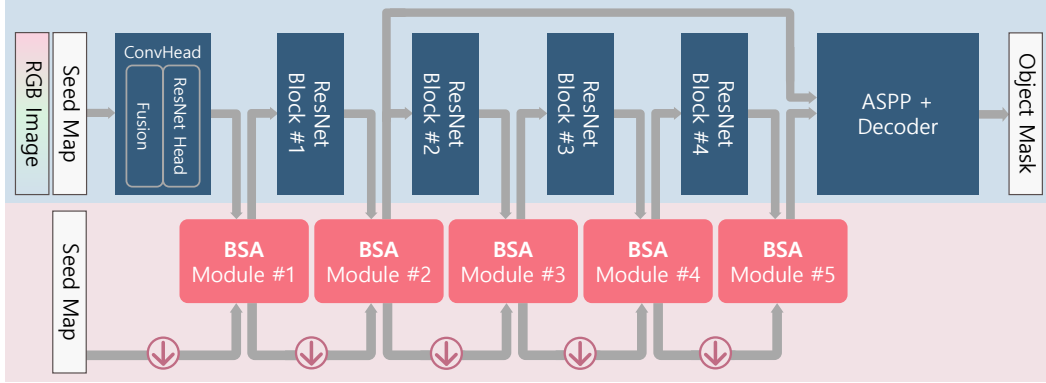 RGB Image
Seed Map
ConvHead
Fusion
ResNet Head
ResNet
Block #1
ResNet
Block #2
ResNet
Block #3
ResNet
Block #4
ASPP +
Decoder
Object Mask
Seed Map
BSA
Module #1
BSA
Module #2
BSA
Module #3
BSA
Module #4
BSA
Module #5